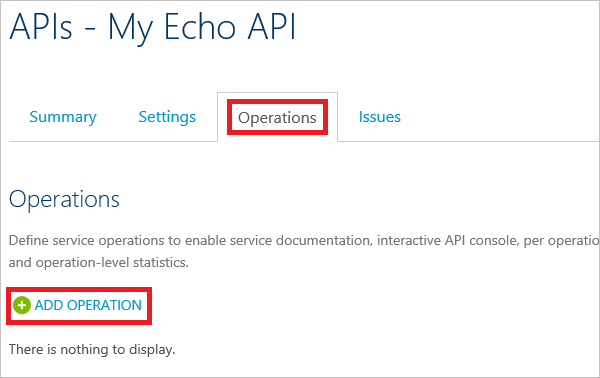 APIs - My Echo API
Summary Settings Operations Issues
Operations
Define service operations to enable service documentation, interactive API console, per operatio
and operation-level statistics.
ADD OPERATION
There is nothing to display.